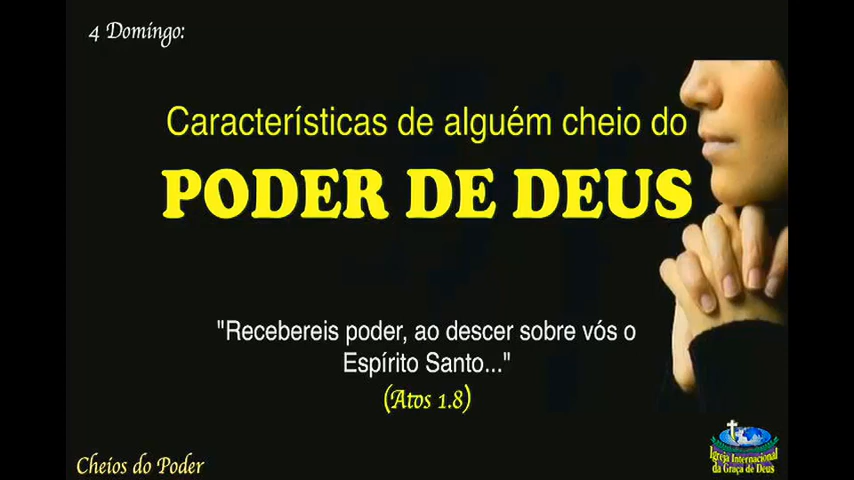 4 Domingo:
Características de alguém cheio do
PODER DE DEUS
"Recebereis poder, ao descer sobre vós o
Espírito Santo..."
(Atos 1.8)
Cheios do Poder
Igreja Internacional
da Graça de Deus